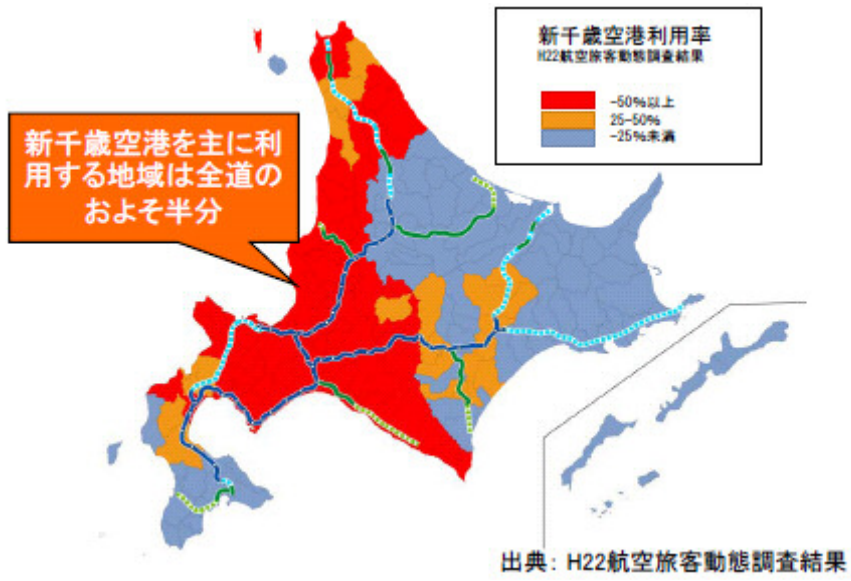 新千歳空港利用率
H22航空旅客動態調査結果
-50%以上
25-50%
-25%未満
新千歳空港を主に利
用する地域は全道の
およそ半分
出典：H22航空旅客動態調査結果